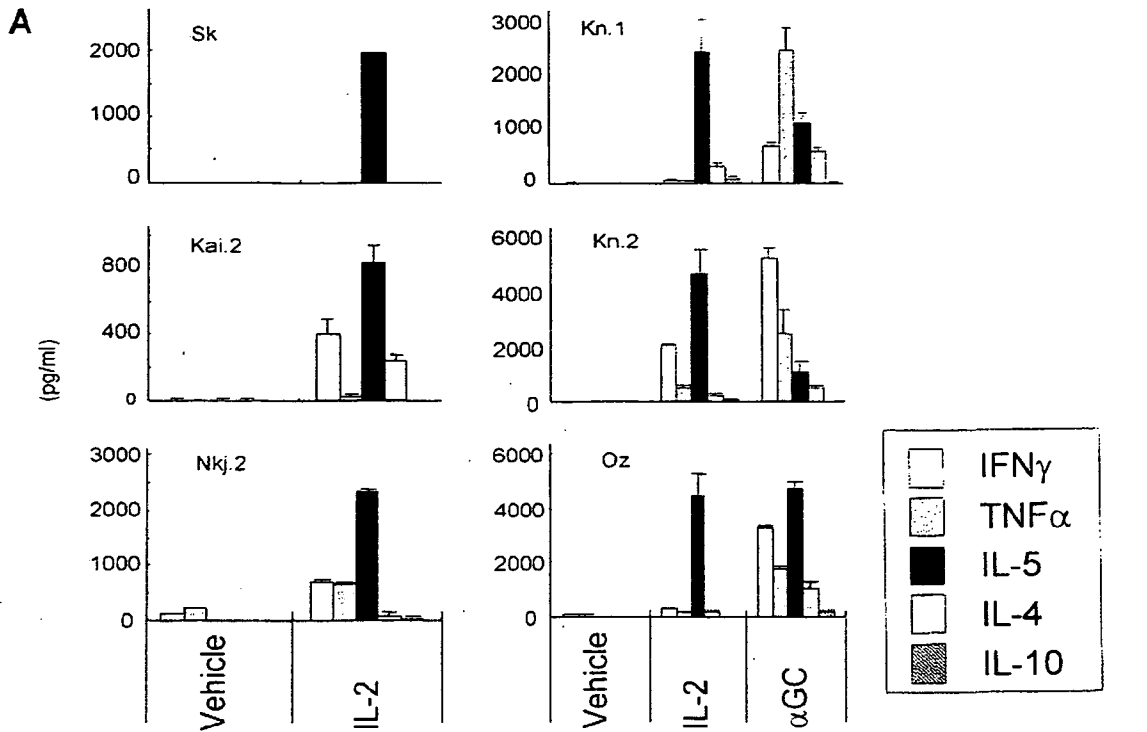 A
(pg/ml)
Sk
2000
1000
0
Kn.1
3000
2000
1000
0
Kai.2
800
400
0
Kn.2
6000
4000
2000
0
Nkj.2
3000
2000
1000
0
Vehicle
IL-2
Oz
6000
4000
2000
0
Vehicle
IL-2
αGC
IFNγ
TNFα
IL-5
IL-4
IL-10